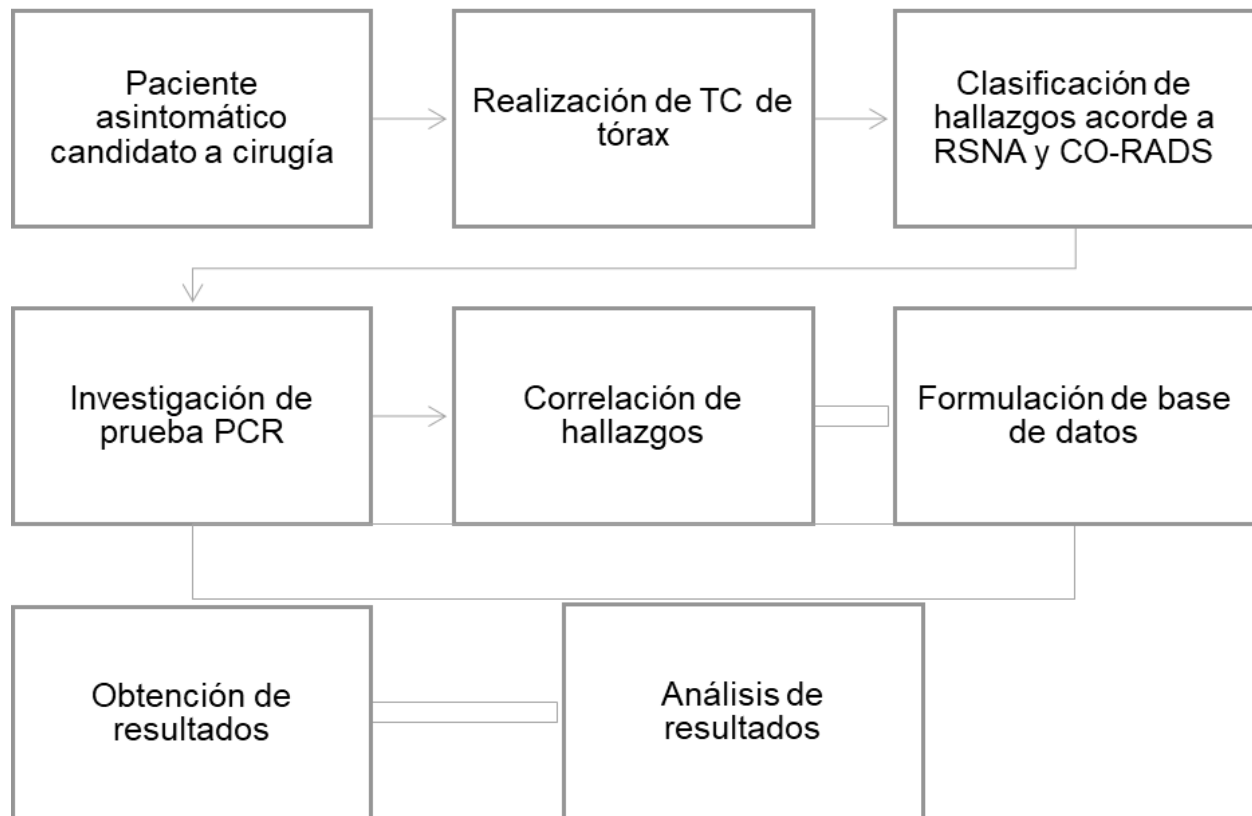 Paciente
asintomático
candidato a cirugía
Realización de TC de
tórax
Clasificación de
hallazgos acorde a
RSNA y CO-RADS
Investigación de
prueba PCR
Correlación de
hallazgos
Formulación de base
de datos
Obtención de
resultados
Análisis de
resultados